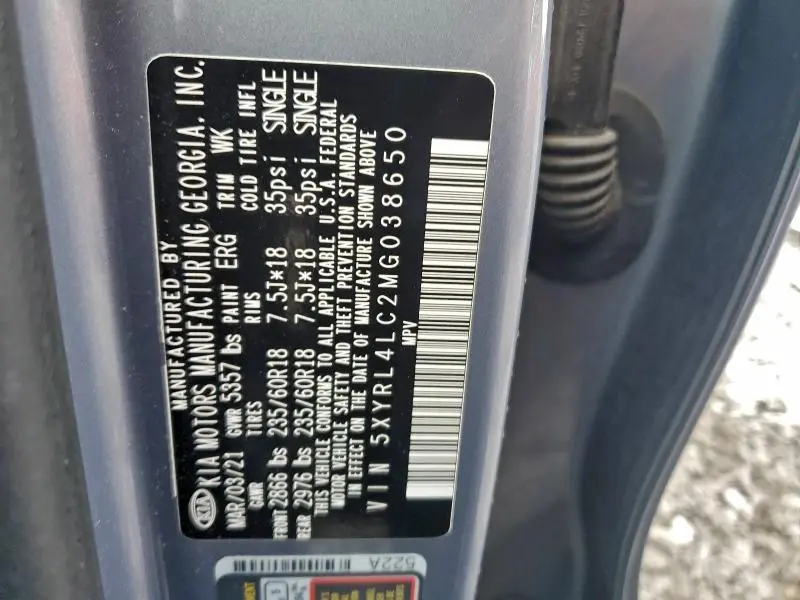 MANUFACTURED BY
KIA KIA MOTORS MANUFACTURING GEORGIA, INC.
MAR/03/21 GVWR 5357 lbs PAINT ERG TRIM WK
GAWR TIRES RIMS COLD TIRE INFL
FRONT 2866 lbs 235/60R18 7.5J*18 35psi SINGLE
REAR 2976 lbs 235/60R18 7.5J*18 35psi SINGLE
THIS VEHICLE CONFORMS TO ALL APPLICABLE U.S.A. FEDERAL
MOTOR VEHICLE SAFETY AND THEFT PREVENTION STANDARDS
IN EFFECT ON THE DATE OF MANUFACTURE SHOWN ABOVE
VIN 5XYRL4LC2MG038650
MPV
522A